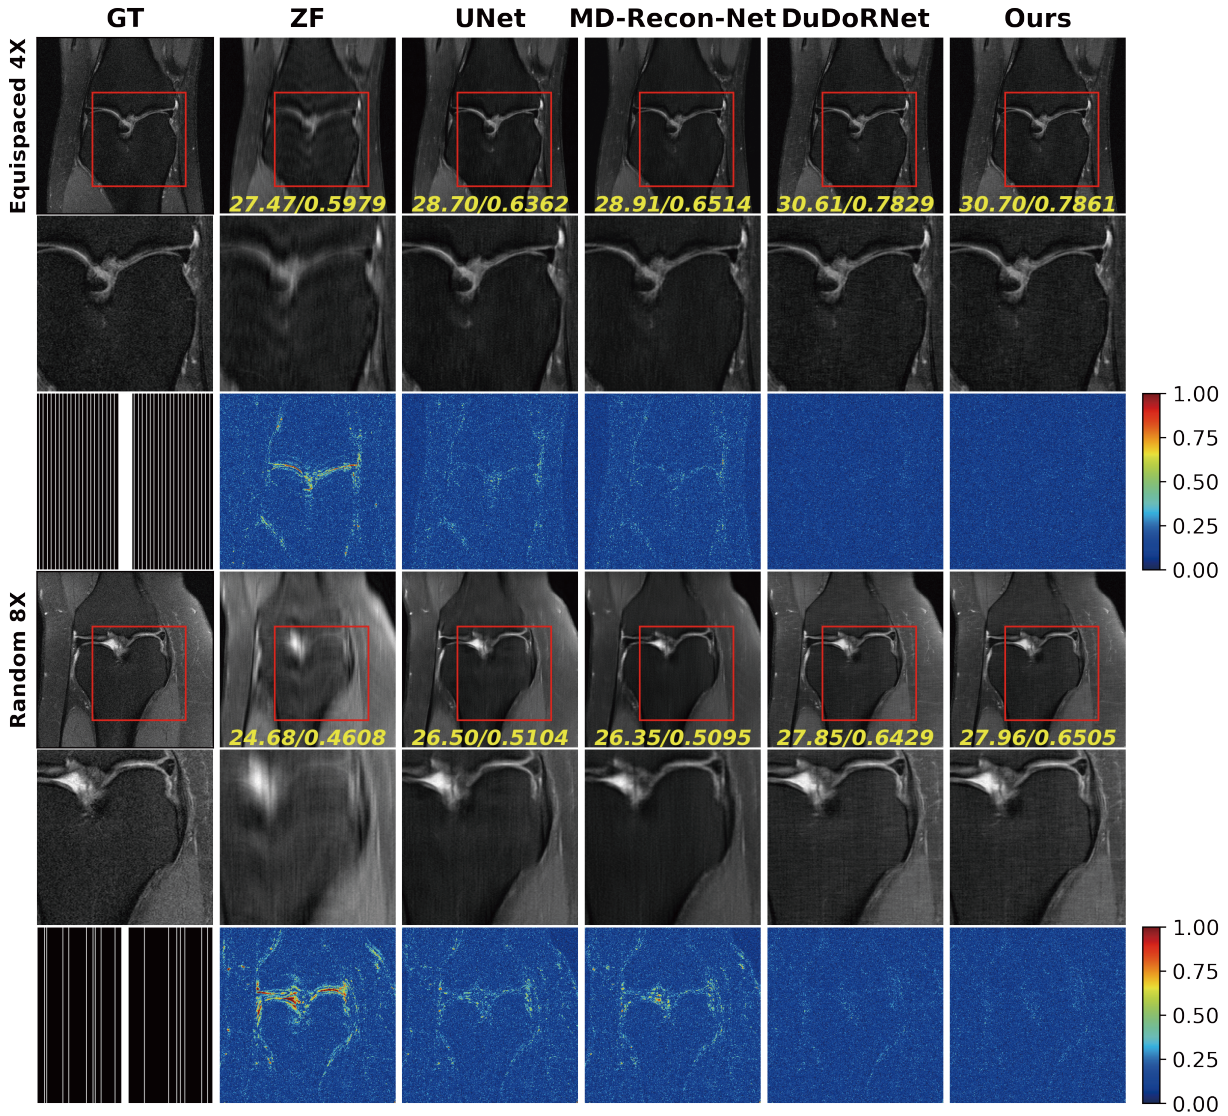 GT ZF UNet MD-Recon-Net DuDoRNet Ours
Equispaced 4X
27.47/0.5979 28.70/0.6362 28.91/0.6514 30.61/0.7829 30.70/0.7861
1.00
0.75
0.50
0.25
0.00
Random 8X
24.68/0.4608 26.50/0.5104 26.35/0.5095 27.85/0.6429 27.96/0.6505
1.00
0.75
0.50
0.25
0.00